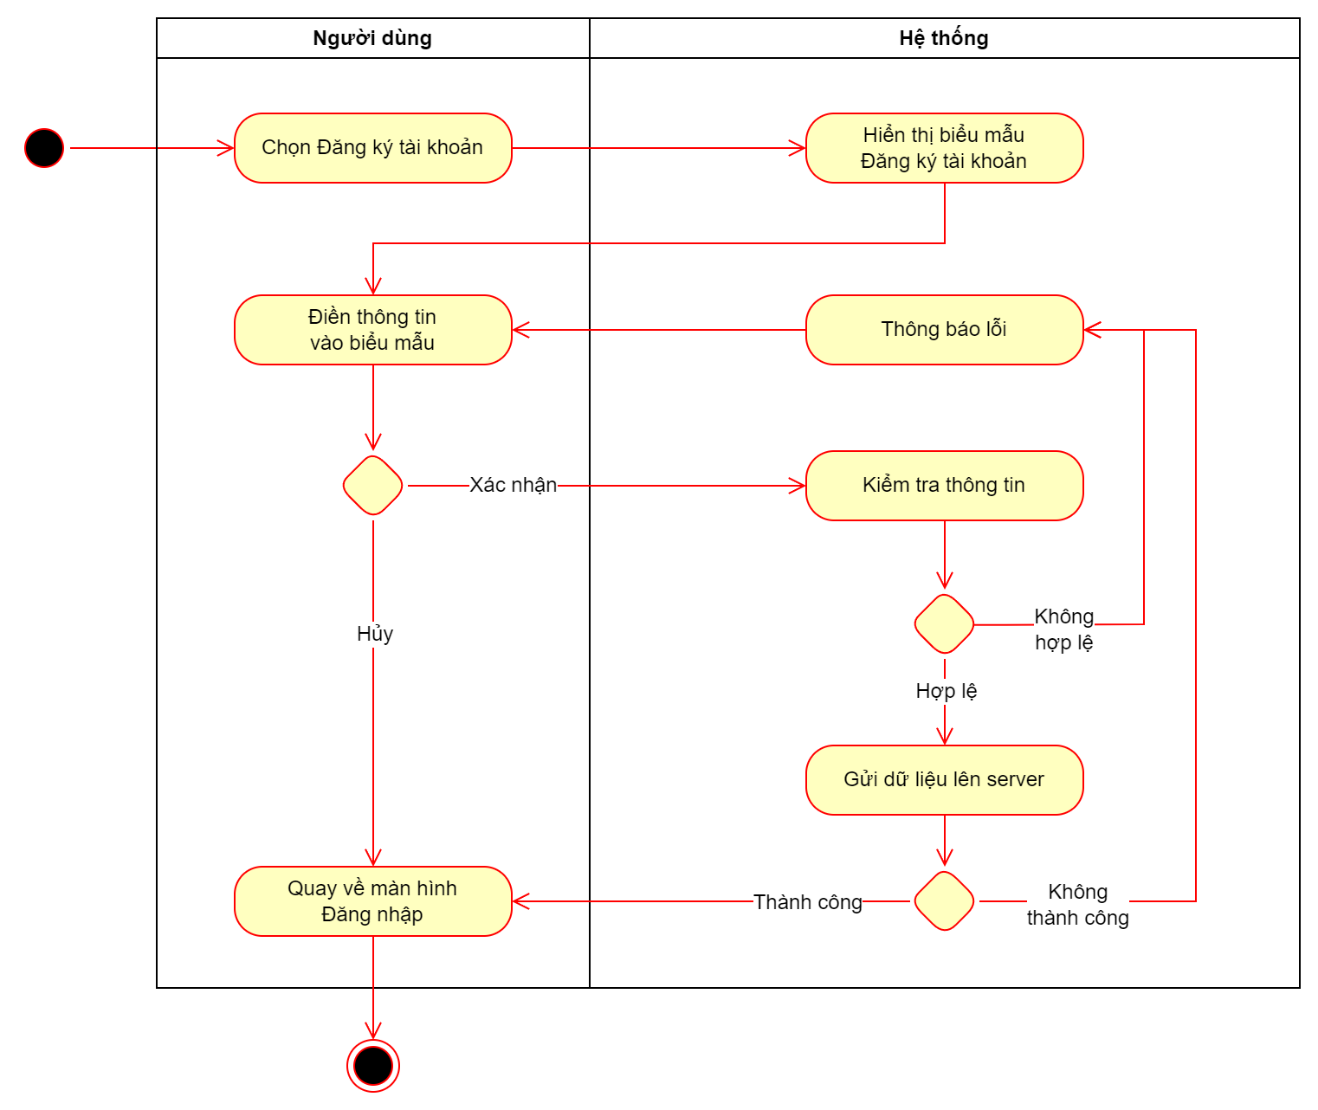 Người dùng
Hệ thống
Chọn Đăng ký tài khoản
Hiển thị biểu mẫu
Đăng ký tài khoản
Điền thông tin
vào biểu mẫu
Thông báo lỗi
Xác nhận
Kiểm tra thông tin
Không
hợp lệ
Hủy
Hợp lệ
Gửi dữ liệu lên server
Quay về màn hình
Đăng nhập
Thành công
Không
thành công